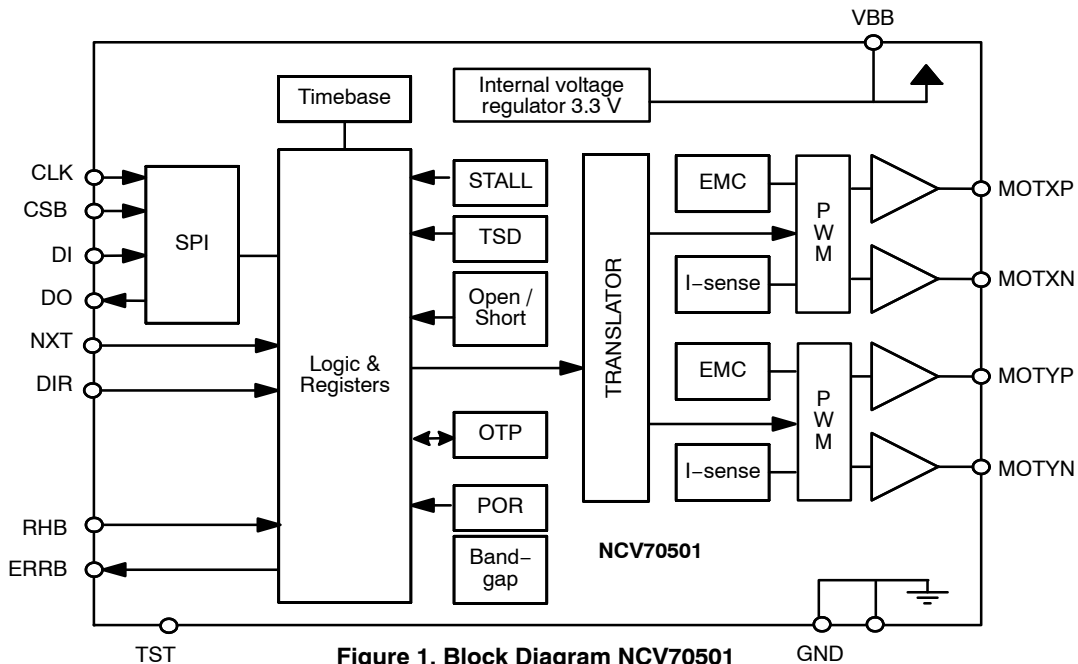 VBB
Timebase
Internal voltage
regulator 3.3 V
CLK
CSB
DI
DO
NXT
DIR
RHB
ERRB
SPI
Logic &
Registers
STALL
TSD
Open /
Short
OTP
POR
Band–
gap
TRANSLATOR
EMC
I–sense
P
W
M
EMC
I–sense
P
W
M
MOTXP
MOTXN
MOTYP
MOTYN
NCV70501
TST
GND
Figure 1. Block Diagram NCV70501